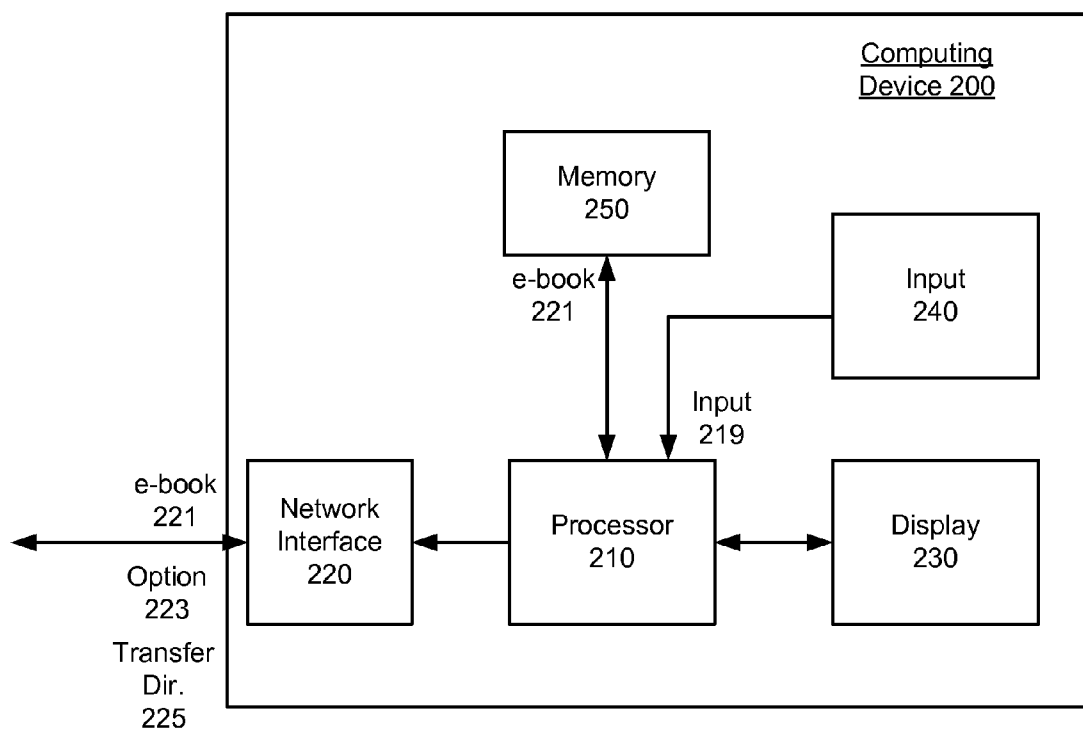 Computing
Device 200
Memory
250
e-book
221
Input
240
Input
219
e-book
221
Network
Interface
220
Processor
210
Display
230
Option
223
Transfer
Dir.
225